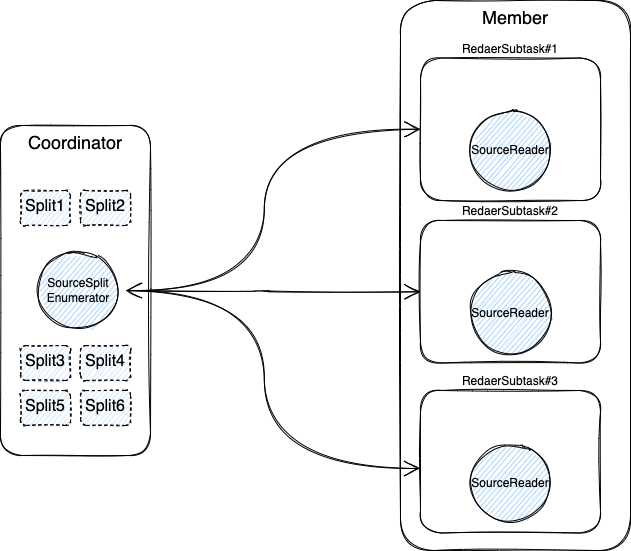 Coordinator
Split1
Split2
SourceSplit
Enumerator
Split3
Split4
Split5
Split6
Member
RedaerSubtask#1
SourceReader
RedaerSubtask#2
SourceReader
RedaerSubtask#3
SourceReader